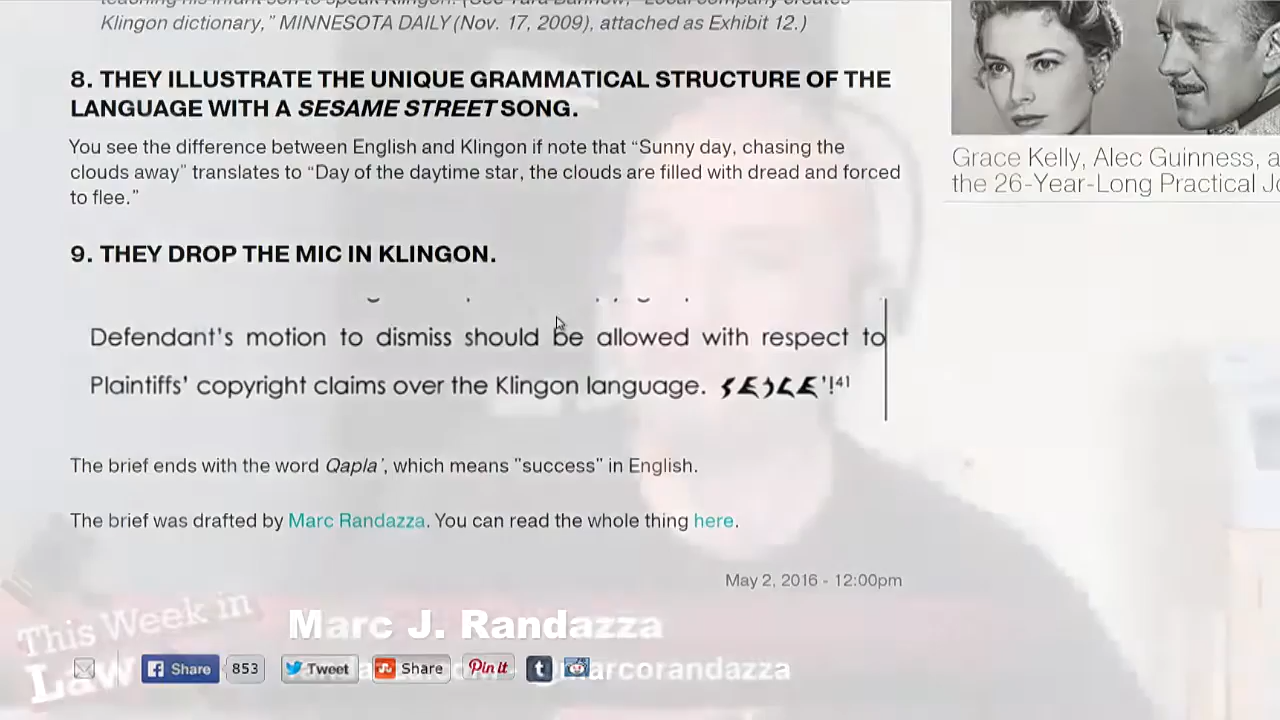 Klingon dictionary," MINNESOTA DAILY (Nov. 17, 2009), attached as Exhibit 12.)
8. THEY ILLUSTRATE THE UNIQUE GRAMMATICAL STRUCTURE OF THE
LANGUAGE WITH A SESAME STREET SONG.
You see the difference between English and Klingon if note that “Sunny day, chasing the
clouds away” translates to “Day of the daytime star, the clouds are filled with dread and forced
to flee.”
9. THEY DROP THE MIC IN KLINGON.
Defendant's motion to dismiss should be allowed with respect to
Plaintiffs' copyright claims over the Klingon language. '!41
The brief ends with the word Qapla', which means "success" in English.
The brief was drafted by Marc Randazza. You can read the whole thing here.
May 2, 2016 - 12:00pm
Grace Kelly, Alec Guinness,
the 26-Year-Long Practical
This Week in
Law
Marc J. Randazza
marcorandazza
Share 853 Tweet Share Pin it t